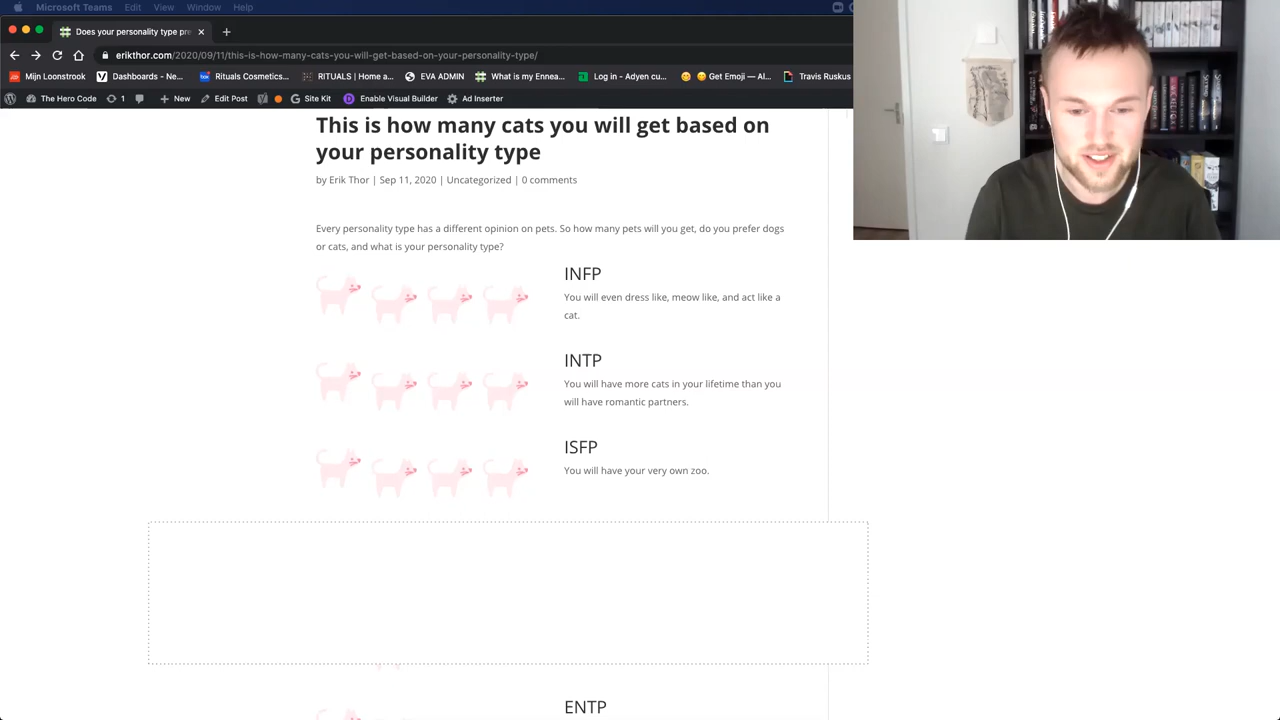 Microsoft Teams Edit View Window Help
Does your personality type pre
erikthor.com/2020/09/11/this-is-how-many-cats-you-will-get-based-on-your-personality-type/
Mijn Loonstrook Dashboards - Ne... Rituals Cosmetics... RITUALS | Home a... EVA ADMIN What is my Ennea... Log in - Adyen cu... Get Emoji — Al... Travis Ruskus
The Hero Code 1 New Edit Post Site Kit Enable Visual Builder Ad Inserter
This is how many cats you will get based on
your personality type
by Erik Thor | Sep 11, 2020 | Uncategorized | 0 comments
Every personality type has a different opinion on pets. So how many pets will you get, do you prefer dogs
or cats, and what is your personality type?
INFP
You will even dress like, meow like, and act like a
cat.
INTP
You will have more cats in your lifetime than you
will have romantic partners.
ISFP
You will have your very own zoo.
ENTP